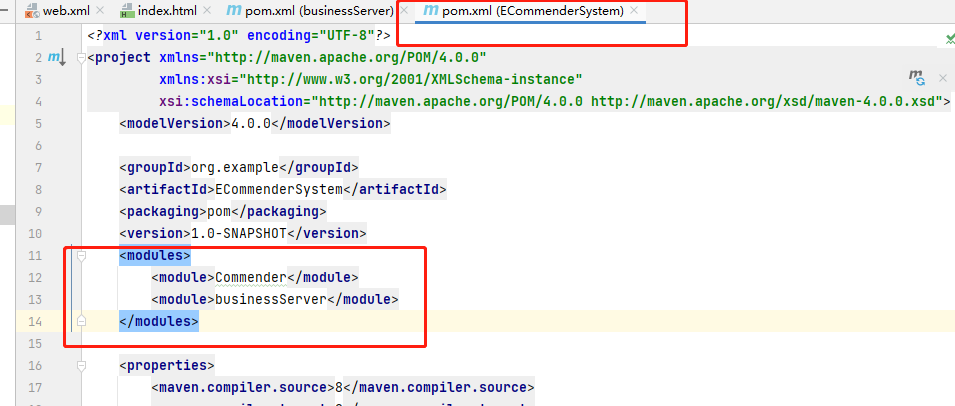 web.xml × index.html × pom.xml (businessServer) × pom.xml (ECommenderSystem) ×
1 <?xml version="1.0" encoding="UTF-8"?>
2 <project xmlns="http://maven.apache.org/POM/4.0.0"
3 xmlns:xsi="http://www.w3.org/2001/XMLSchema-instance"
4 xsi:schemaLocation="http://maven.apache.org/POM/4.0.0 http://maven.apache.org/xsd/maven-4.0.0.xsd">
5 <modelVersion>4.0.0</modelVersion>
6
7 <groupId>org.example</groupId>
8 <artifactId>ECommenderSystem</artifactId>
9 <packaging>pom</packaging>
10 <version>1.0-SNAPSHOT</version>
11 <modules>
12 <module>Commender</module>
13 <module>businessServer</module>
14 </modules>
15
16 <properties>
17 <maven.compiler.source>8</maven.compiler.source>